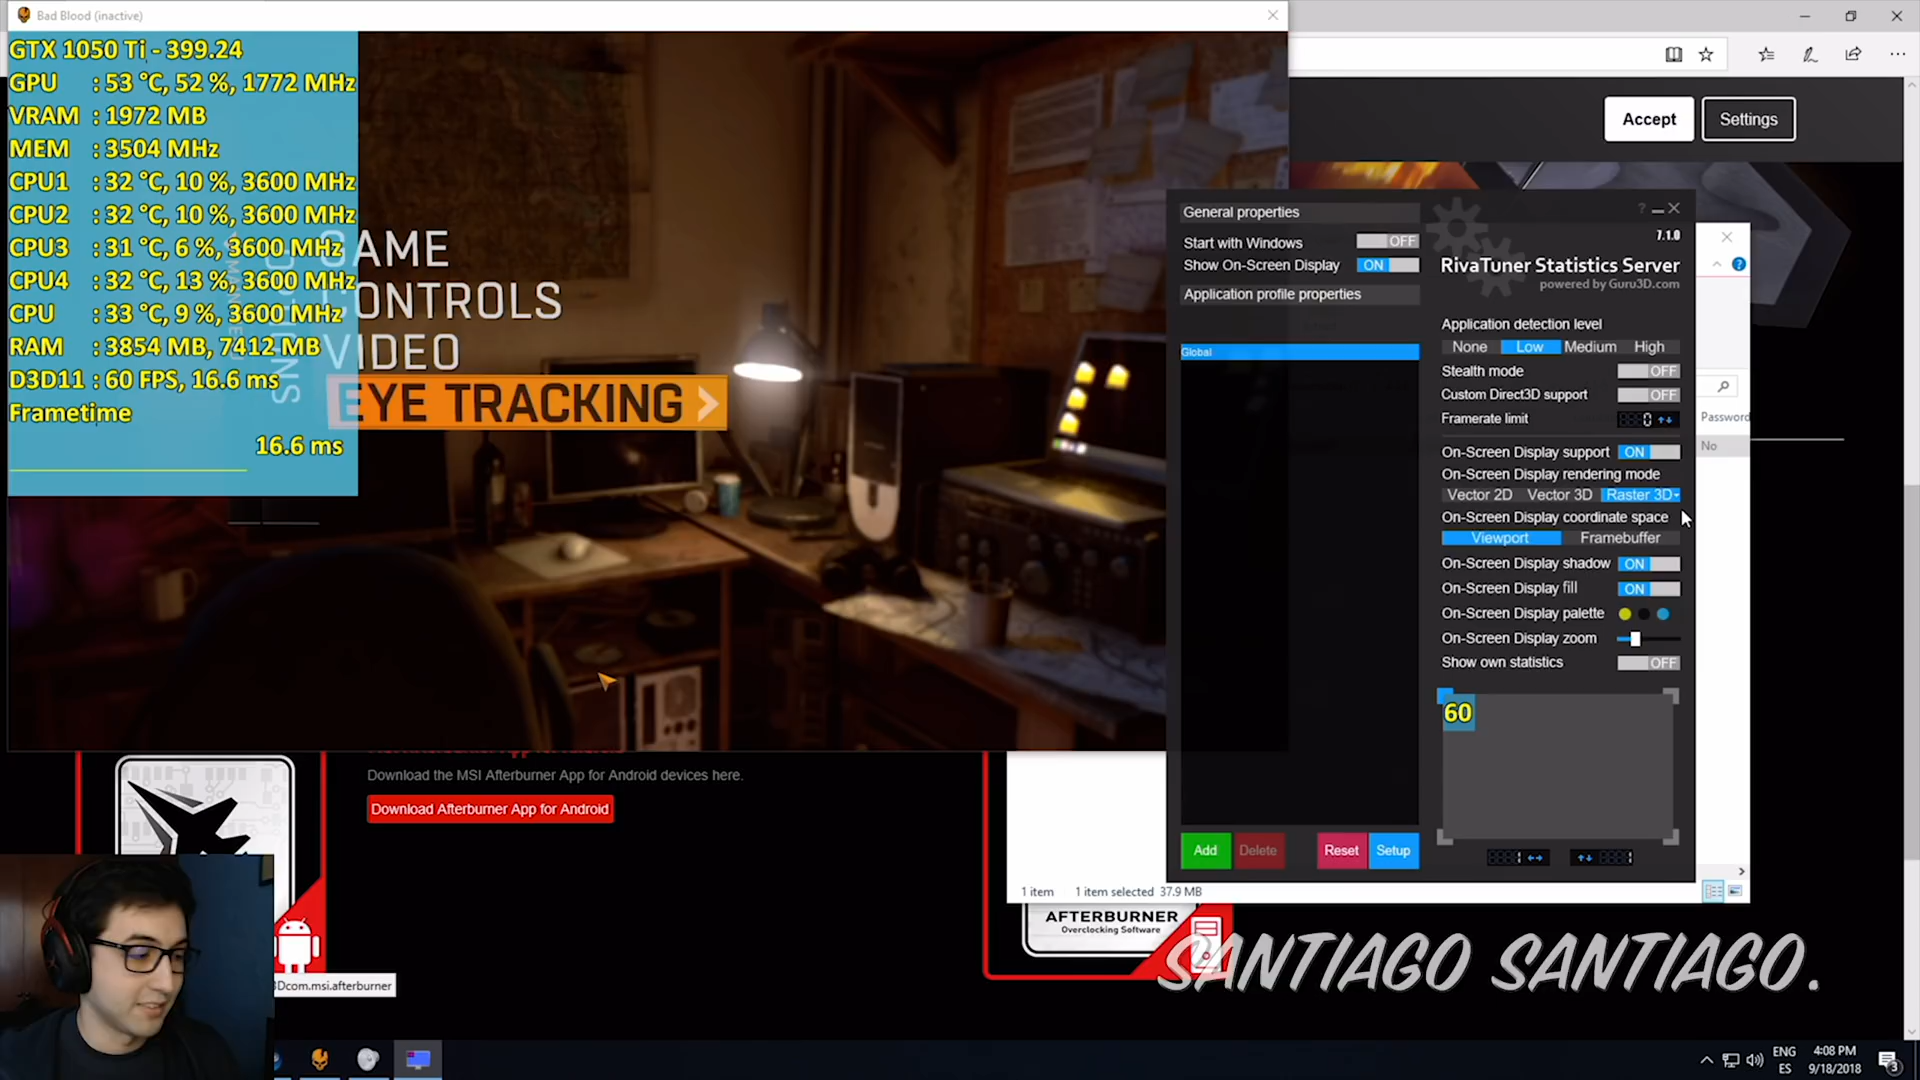 Bad Blood (inactive)
GTX 1050 Ti - 399.24
GPU : 53 °C, 52 %, 1772 MHz
VRAM : 1972 MB
MEM : 3504 MHz
CPU1 : 32 °C, 10 %, 3600 MHz
CPU2 : 32 °C, 10 %, 3600 MHz
CPU3 : 31 °C, 6 %, 3600 MHz
CPU4 : 32 °C, 13 %, 3600 MHz
CPU : 33 °C, 9 %, 3600 MHz
RAM : 3854 MB, 7412 MB
D3D11 : 60 FPS, 16.6 ms
Frametime
16.6 ms
GAME
CONTROLS
VIDEO
EYE TRACKING
Accept
Settings
General properties
Start with Windows OFF
Show On-Screen Display ON
Application profile properties
Global
Add
Delete
Reset
Setup
7.1.0
RivaTuner Statistics Server
powered by Guru3D.com
Application detection level
None Low Medium High
Stealth mode OFF
Custom Direct3D support OFF
Framerate limit 0
On-Screen Display support ON
On-Screen Display rendering mode
Vector 2D Vector 3D Raster 3D
On-Screen Display coordinate space
Viewport Framebuffer
On-Screen Display shadow ON
On-Screen Display fill ON
On-Screen Display palette
On-Screen Display zoom
Show own statistics OFF
60
1 1
Password
No
Download the MSI Afterburner App for Android devices here.
Download Afterburner App for Android
1 item 1 item selected 37.9 MB
AFTERBURNER
Overclocking Software
SANTIAGO SANTIAGO.
com.msi.afterburner
ENG
ES
4:08 PM
9/18/2018
3